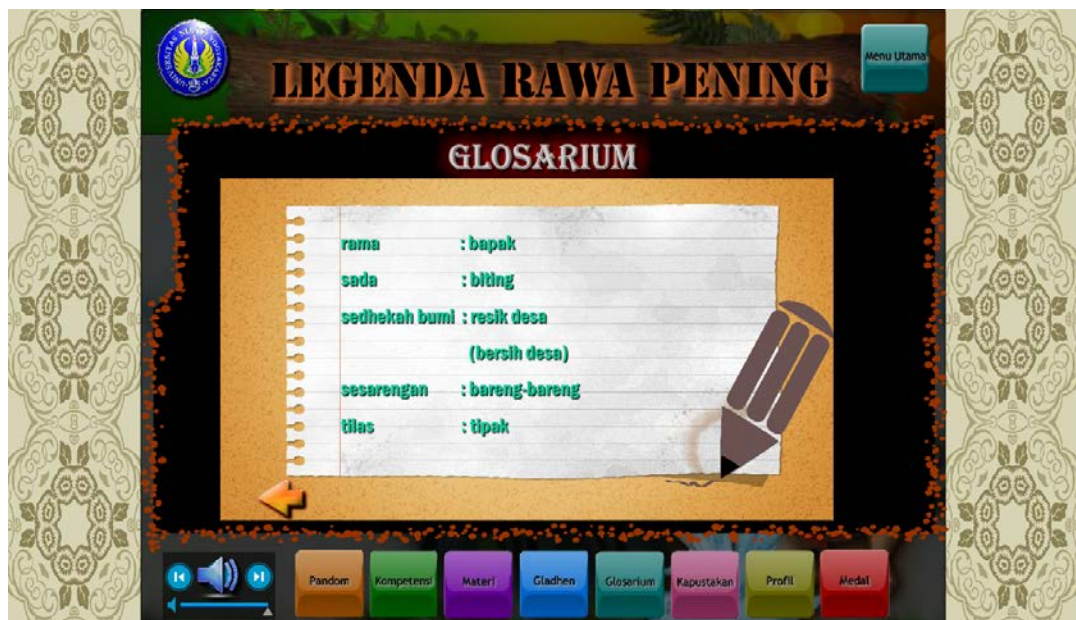 LEGENDA RAWA PENING
Menu Utama
GLOSARIUM
rama : bapak
sada : biting
sedhekah bumi : resik desa
(bersih desa)
sesarengan : bareng-bareng
tilas : tipak
Pandom
Kompetensi
Materi
Gladhen
Glosarium
Kapustakan
Profil
Medal